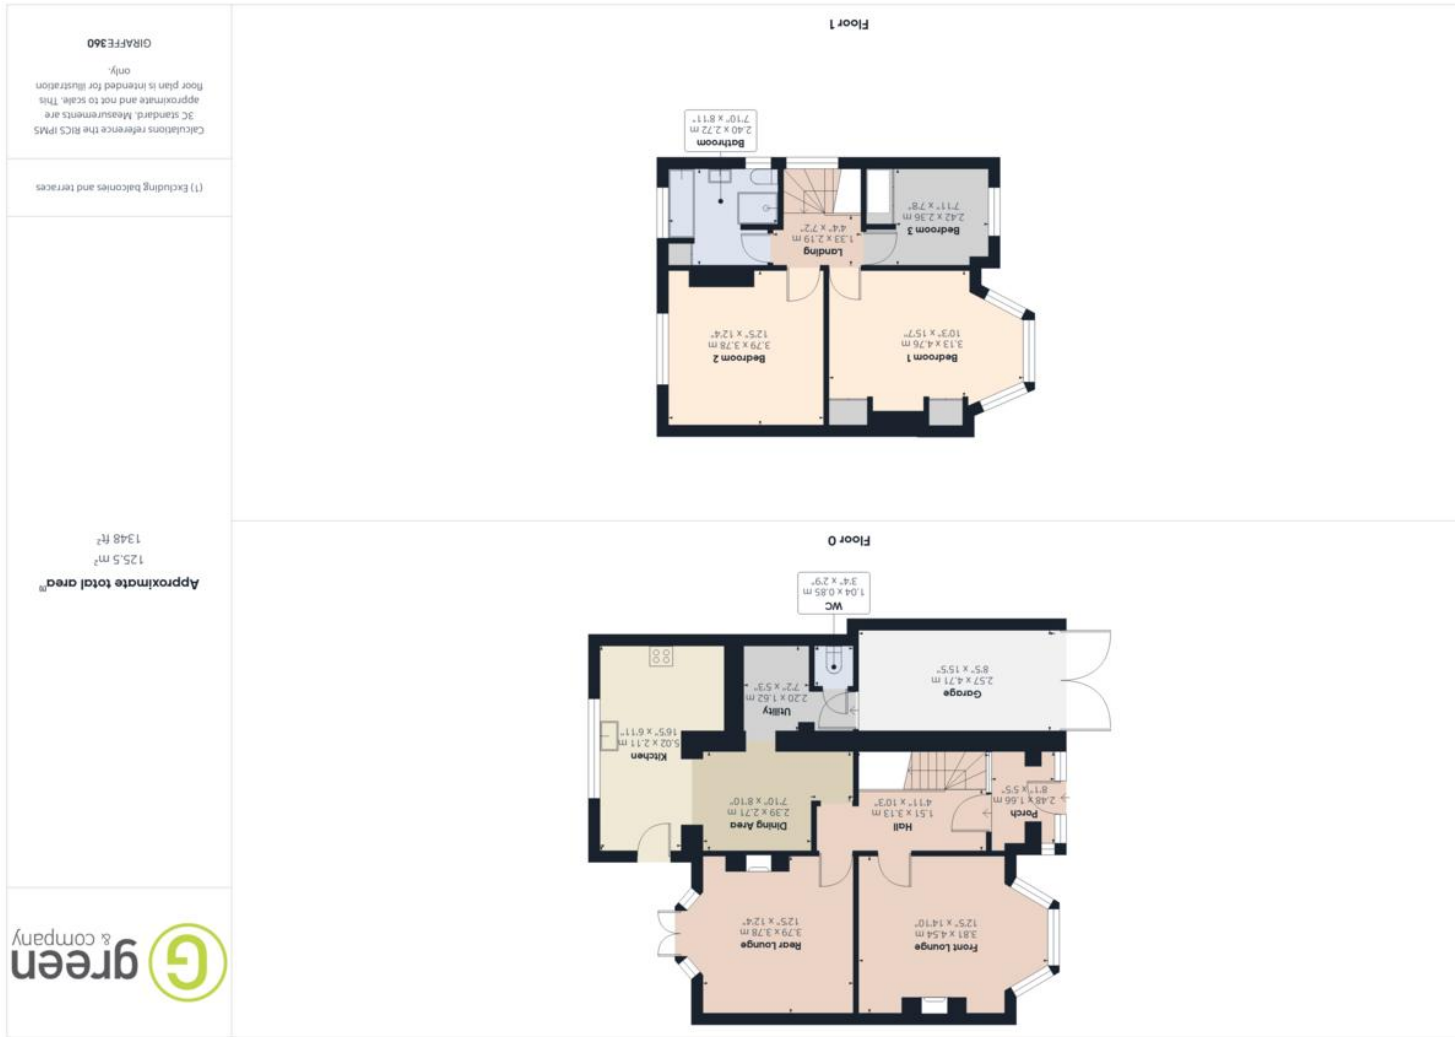 Front Lounge
3.81 x 4.54 m
12'5" x 14'10"
Rear Lounge
3.79 x 3.78 m
12'5" x 12'4"
Porch
2.48 x 1.66 m
8'1" x 5'5"
Hall
1.51 x 3.13 m
4'11" x 10'3"
Dining Area
2.39 x 2.71 m
7'10" x 8'10"
Kitchen
5.02 x 2.11 m
16'5" x 6'11"
Utility
2.20 x 1.62 m
7'2" x 5'3"
Garage
2.57 x 4.71 m
8'5" x 15'5"
WC
1.04 x 0.85 m
3'4" x 2'9"
Floor 0
Bedroom 1
3.13 x 4.76 m
10'3" x 15'7"
Bedroom 2
3.79 x 3.78 m
12'5" x 12'4"
Bedroom 3
2.42 x 2.36 m
7'11" x 7'8"
Landing
1.33 x 2.19 m
4'4" x 7'2"
Bathroom
2.40 x 2.72 m
7'10" x 8'11"
Floor 1
G green
& company
Approximate total area(1)
125.5 m²
1348 ft²
(1) Excluding balconies and terraces
Calculations reference the RICS IPMS
3C standard. Measurements are
approximate and not to scale. This
floor plan is intended for illustration
only.
GIRAFFE360